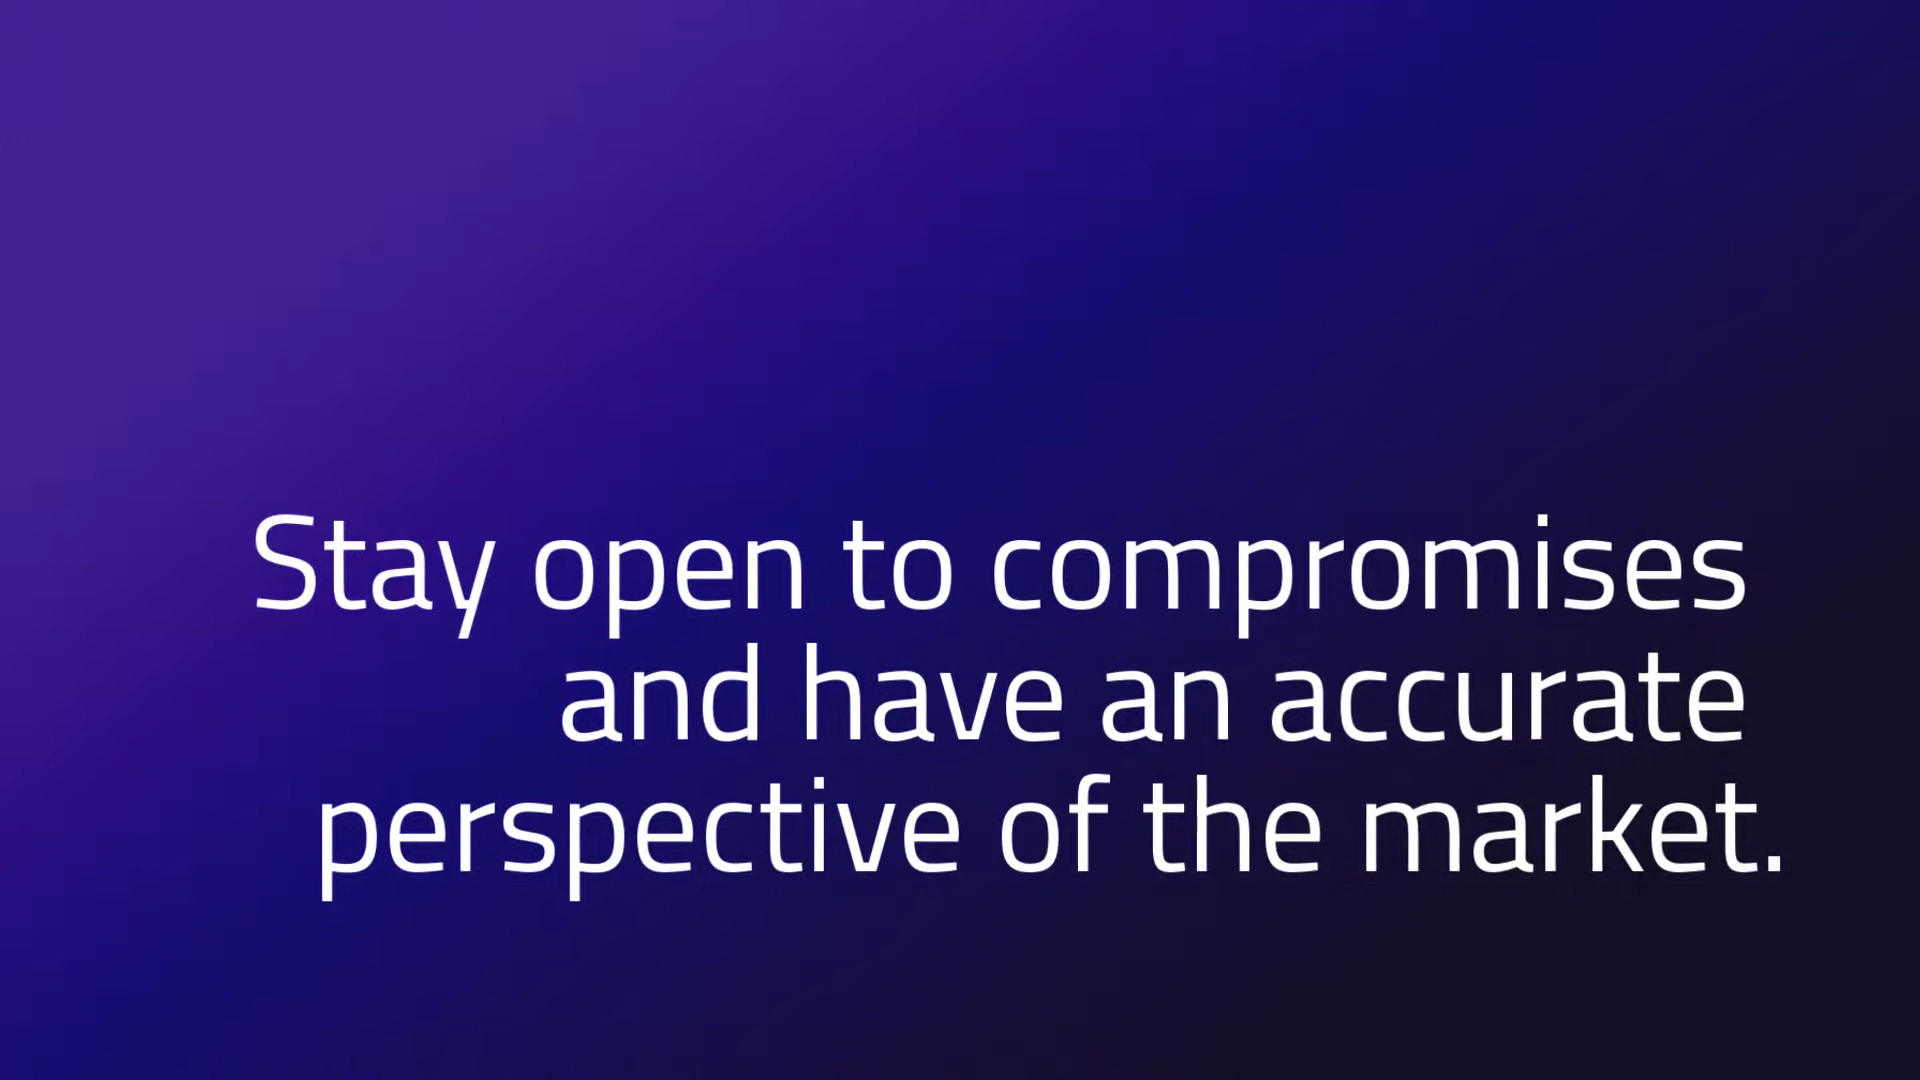 Stay open to compromises
and have an accurate
perspective of the market.